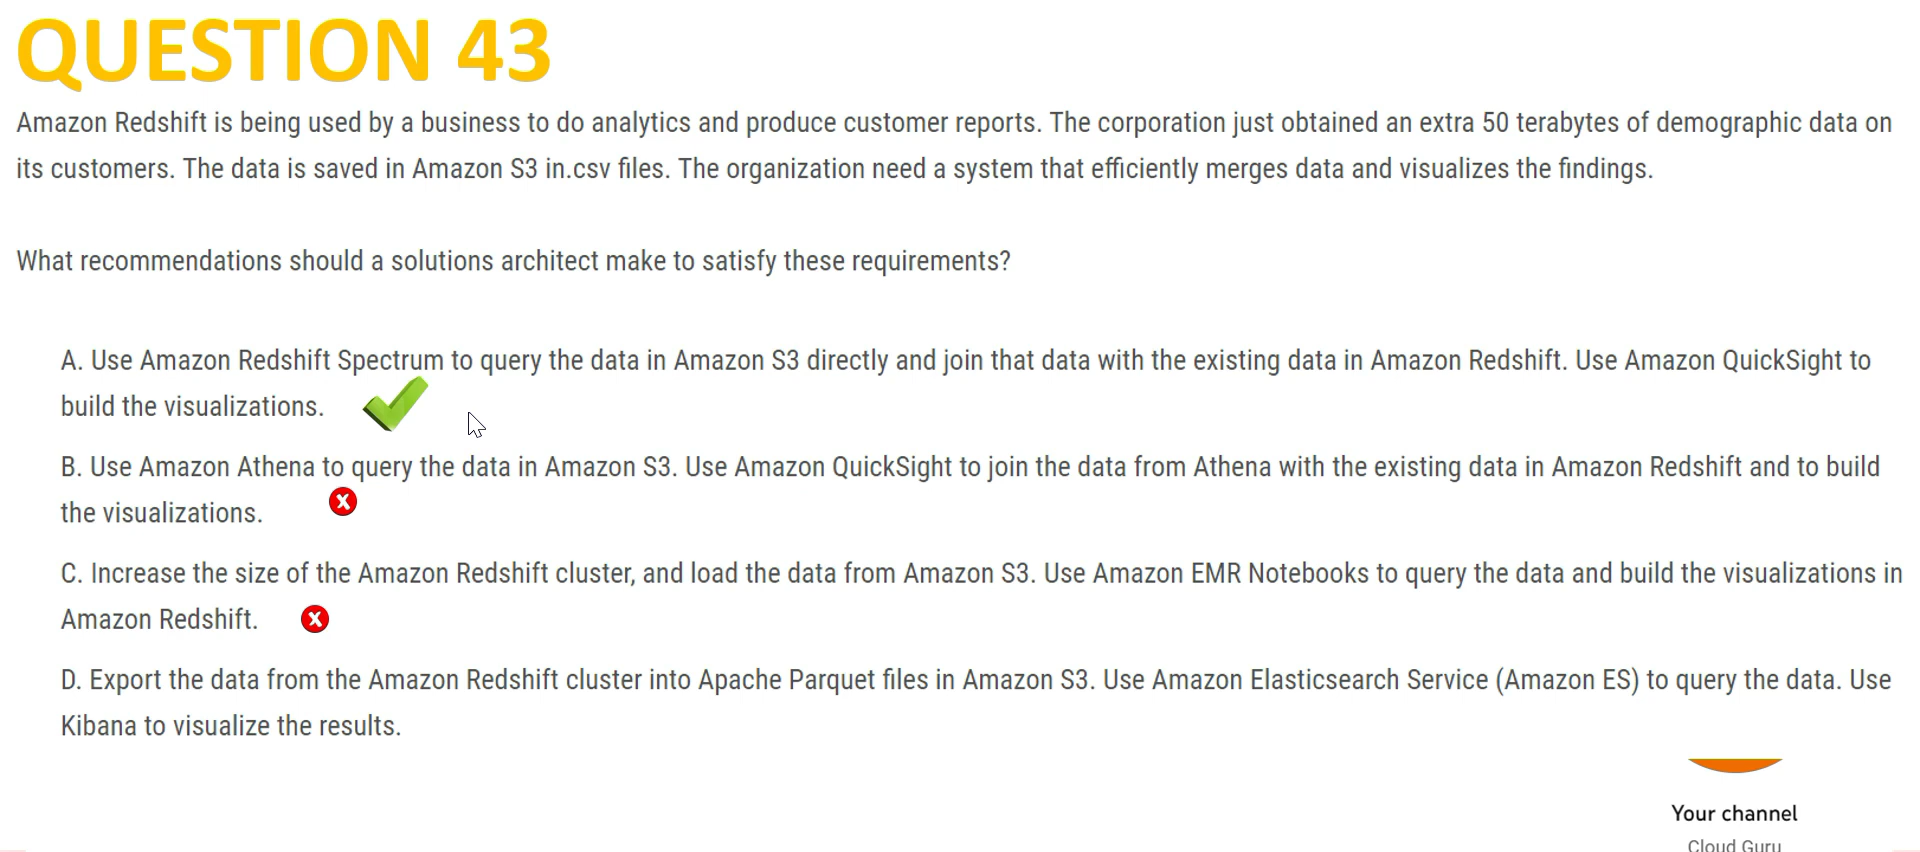 QUESTION 43
Amazon Redshift is being used by a business to do analytics and produce customer reports. The corporation just obtained an extra 50 terabytes of demographic data on
its customers. The data is saved in Amazon S3 in.csv files. The organization need a system that efficiently merges data and visualizes the findings.
What recommendations should a solutions architect make to satisfy these requirements?
A. Use Amazon Redshift Spectrum to query the data in Amazon S3 directly and join that data with the existing data in Amazon Redshift. Use Amazon QuickSight to
build the visualizations.
B. Use Amazon Athena to query the data in Amazon S3. Use Amazon QuickSight to join the data from Athena with the existing data in Amazon Redshift and to build
the visualizations.
C. Increase the size of the Amazon Redshift cluster, and load the data from Amazon S3. Use Amazon EMR Notebooks to query the data and build the visualizations in
Amazon Redshift.
D. Export the data from the Amazon Redshift cluster into Apache Parquet files in Amazon S3. Use Amazon Elasticsearch Service (Amazon ES) to query the data. Use
Kibana to visualize the results.
Your channel
Cloud Guru